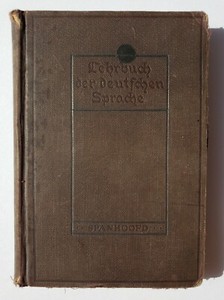 Lehrbuch
der deutschen
Sprache
SPANHOOFD